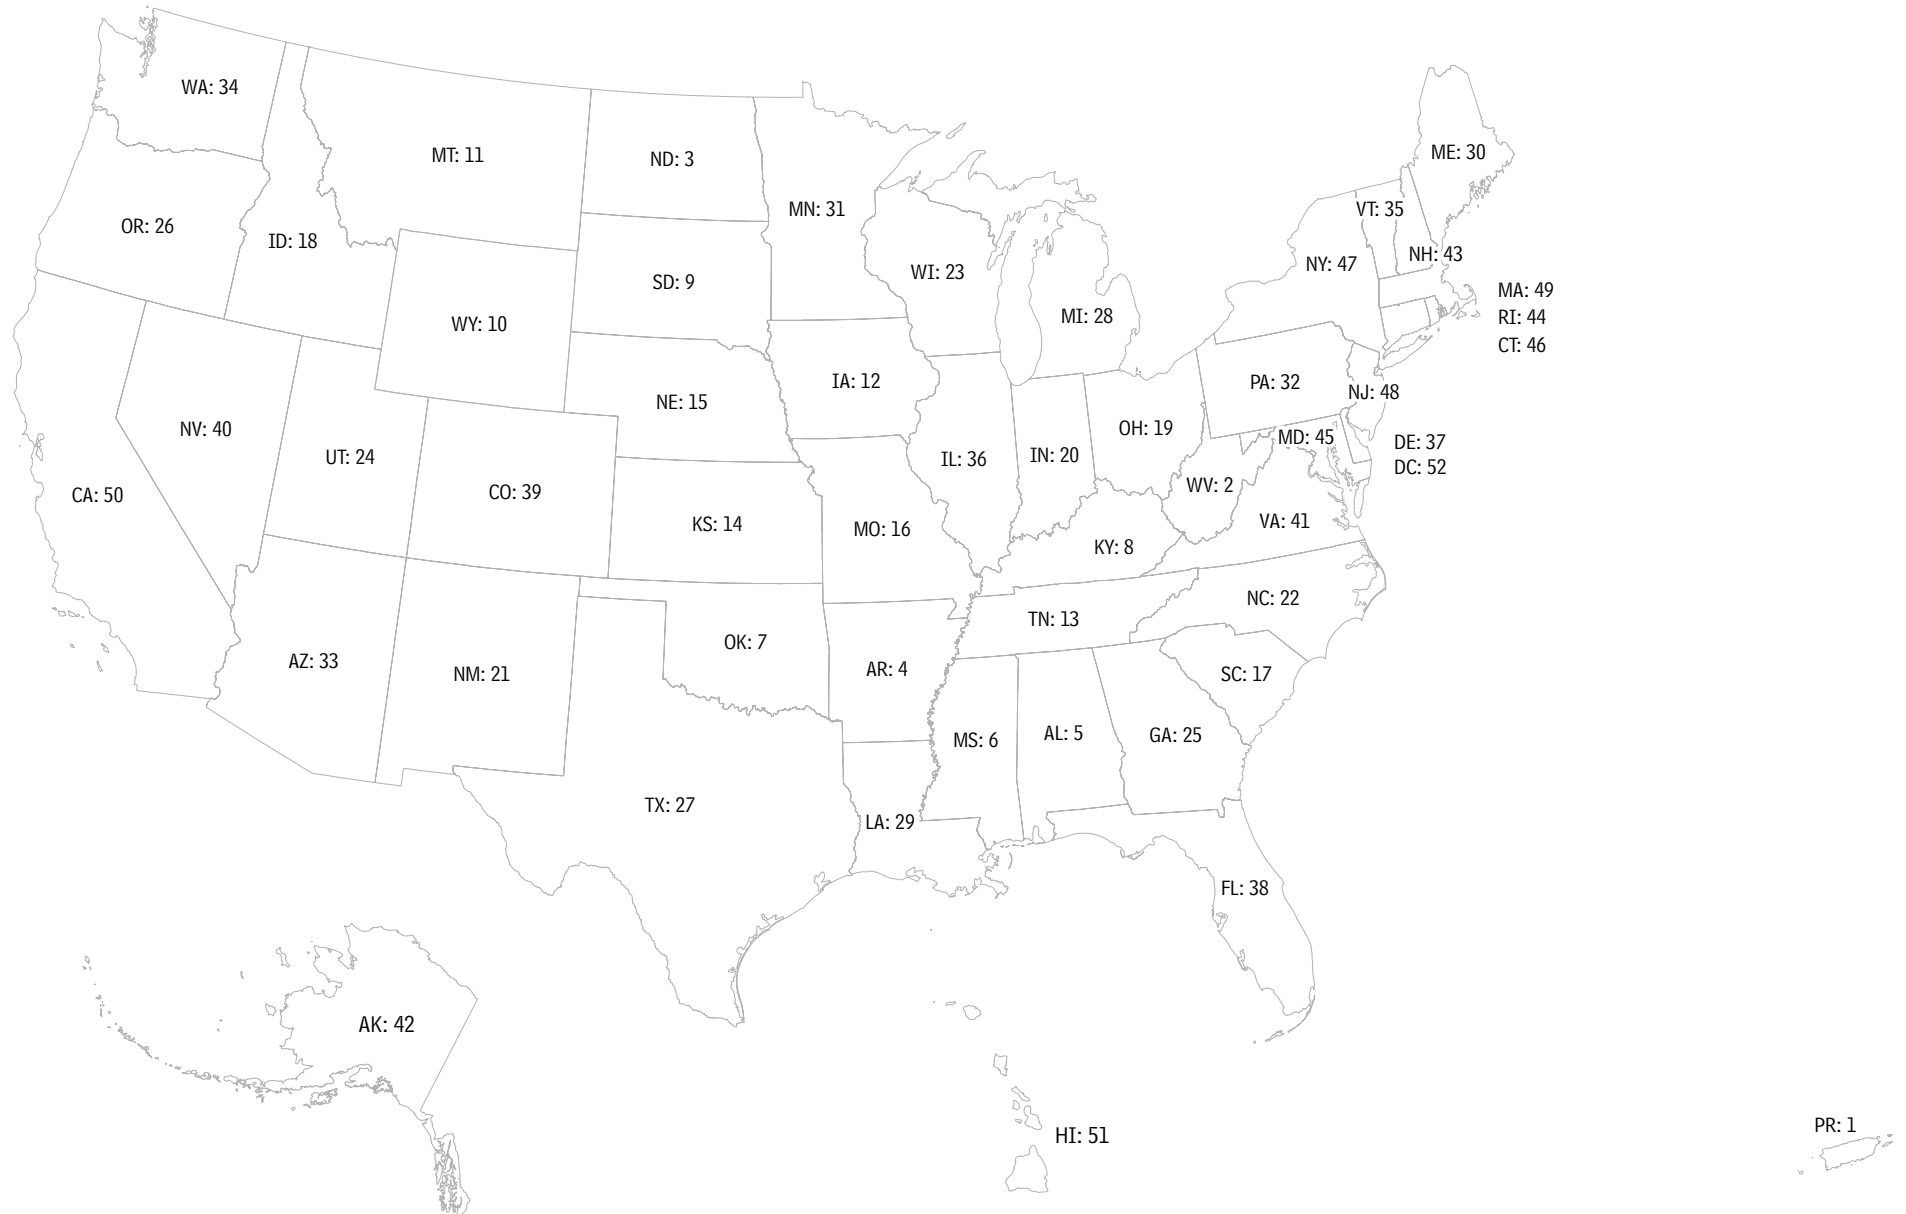 WA: 34
MT: 11
ND: 3
ME: 30
MN: 31
VT: 35
OR: 26
ID: 18
NH: 43
NY: 47
WI: 23
SD: 9
MA: 49
MI: 28
RI: 44
WY: 10
CT: 46
IA: 12
PA: 32
NJ: 48
NE: 15
NV: 40
OH: 19
MD: 45
DE: 37
UT: 24
IN: 20
IL: 36
DC: 52
WV: 2
CO: 39
CA: 50
VA: 41
KS: 14
MO: 16
KY: 8
NC: 22
TN: 13
OK: 7
AZ: 33
AR: 4
NM: 21
SC: 17
AL: 5
GA: 25
MS: 6
TX: 27
LA: 29
FL: 38
AK: 42
PR: 1
HI: 51